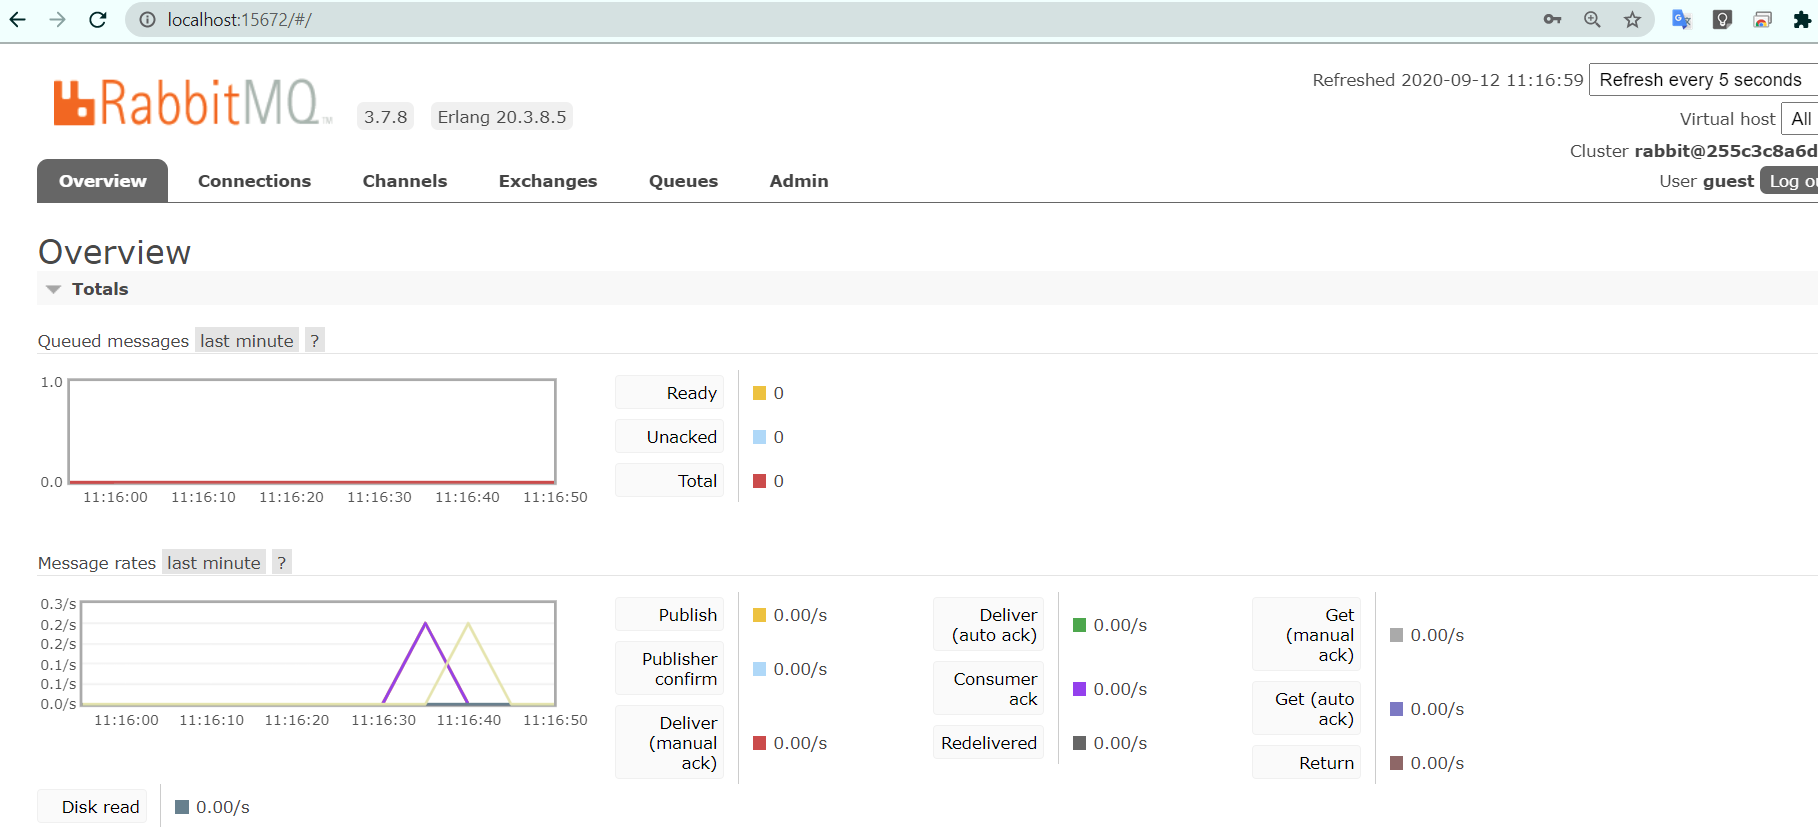 localhost:15672/#/
RabbitMQ TM 3.7.8 Erlang 20.3.8.5
Refreshed 2020-09-12 11:16:59 Refresh every 5 seconds
Virtual host All
Cluster rabbit@255c3c8a6d
User guest Log ou
Overview Connections Channels Exchanges Queues Admin
Overview
Totals
Queued messages last minute ?
1.0
0.0
11:16:00 11:16:10 11:16:20 11:16:30 11:16:40 11:16:50
Ready 0
Unacked 0
Total 0
Message rates last minute ?
0.3/s
0.2/s
0.2/s
0.1/s
0.1/s
0.0/s
11:16:00 11:16:10 11:16:20 11:16:30 11:16:40 11:16:50
Publish 0.00/s
Publisher
confirm 0.00/s
Deliver
(manual 0.00/s
ack)
Deliver
(auto ack) 0.00/s
Consumer
ack 0.00/s
Redelivered 0.00/s
Get
(manual 0.00/s
ack)
Get (auto
ack) 0.00/s
Return 0.00/s
Disk read 0.00/s